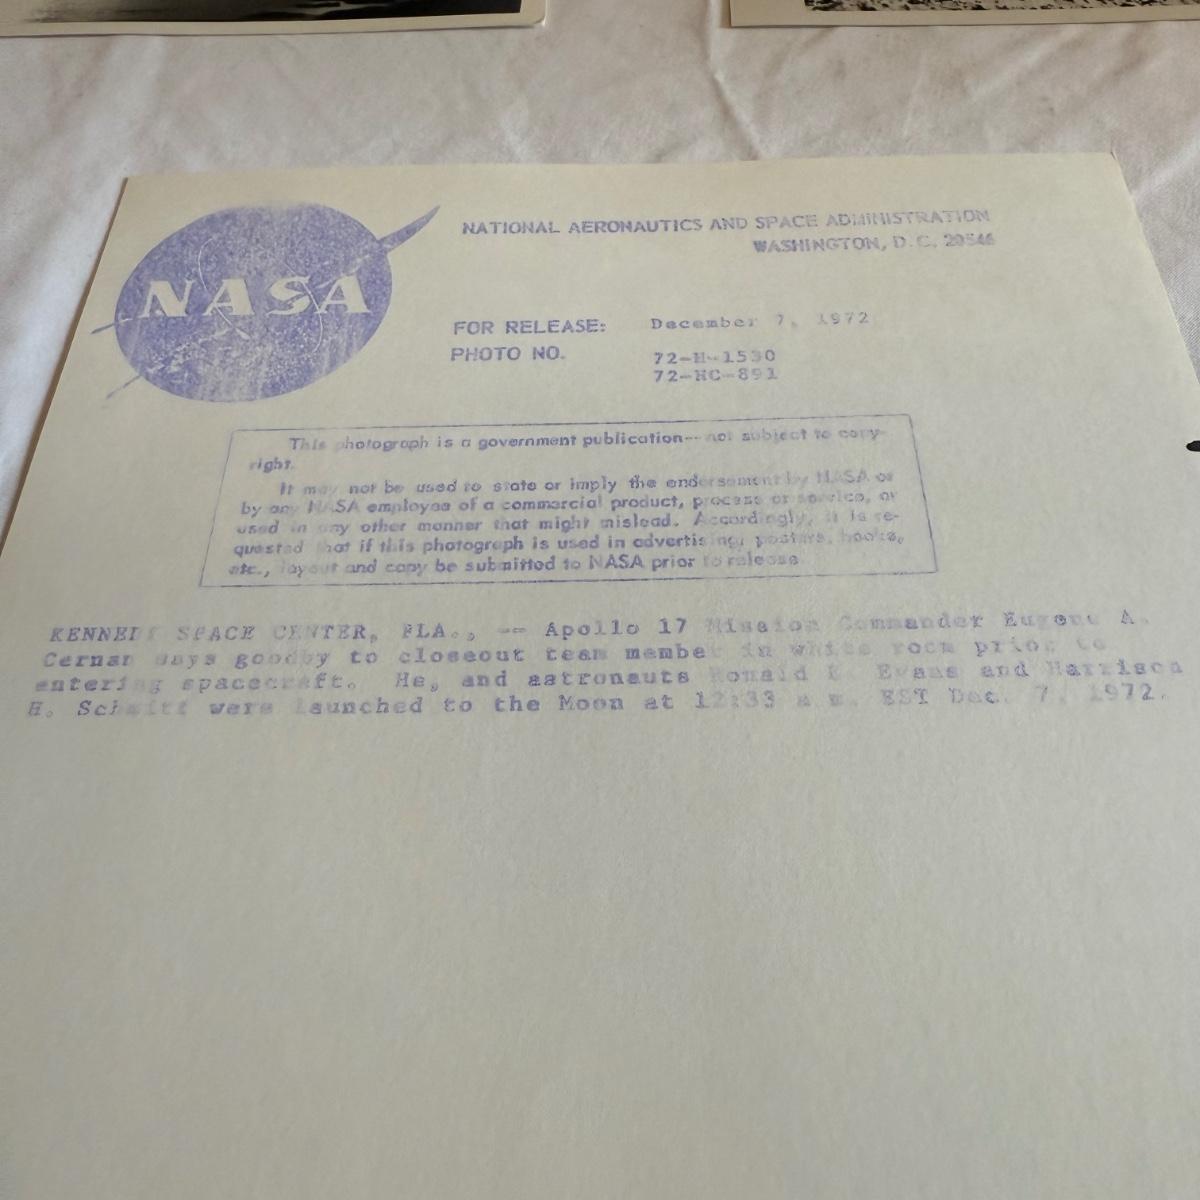 NASA
NATIONAL AERONAUTICS AND SPACE ADMINISTRATION
WASHINGTON, D.C. 20546
FOR RELEASE: December 7, 1972
PHOTO NO. 72-H-1530
72-HC-891
This photograph is a government publication--not subject to copy-
right.
It may not be used to state or imply the endorsement by NASA or
by any NASA employee of a commercial product, process or service, or
used in any other manner that might mislead. Accordingly, it is re-
quested that if this photograph is used in advertising, posters, books,
etc., layout and copy be submitted to NASA prior to release.
KENNEDY SPACE CENTER, FLA., -- Apollo 17 Mission Commander Eugene A.
Cernan says goodby to closeout team member in white room prior to
entering spacecraft. He, and astronauts Ronald E. Evans and Harrison
H. Schmitt were launched to the Moon at 12:33 a.m. EST Dec. 7, 1972.